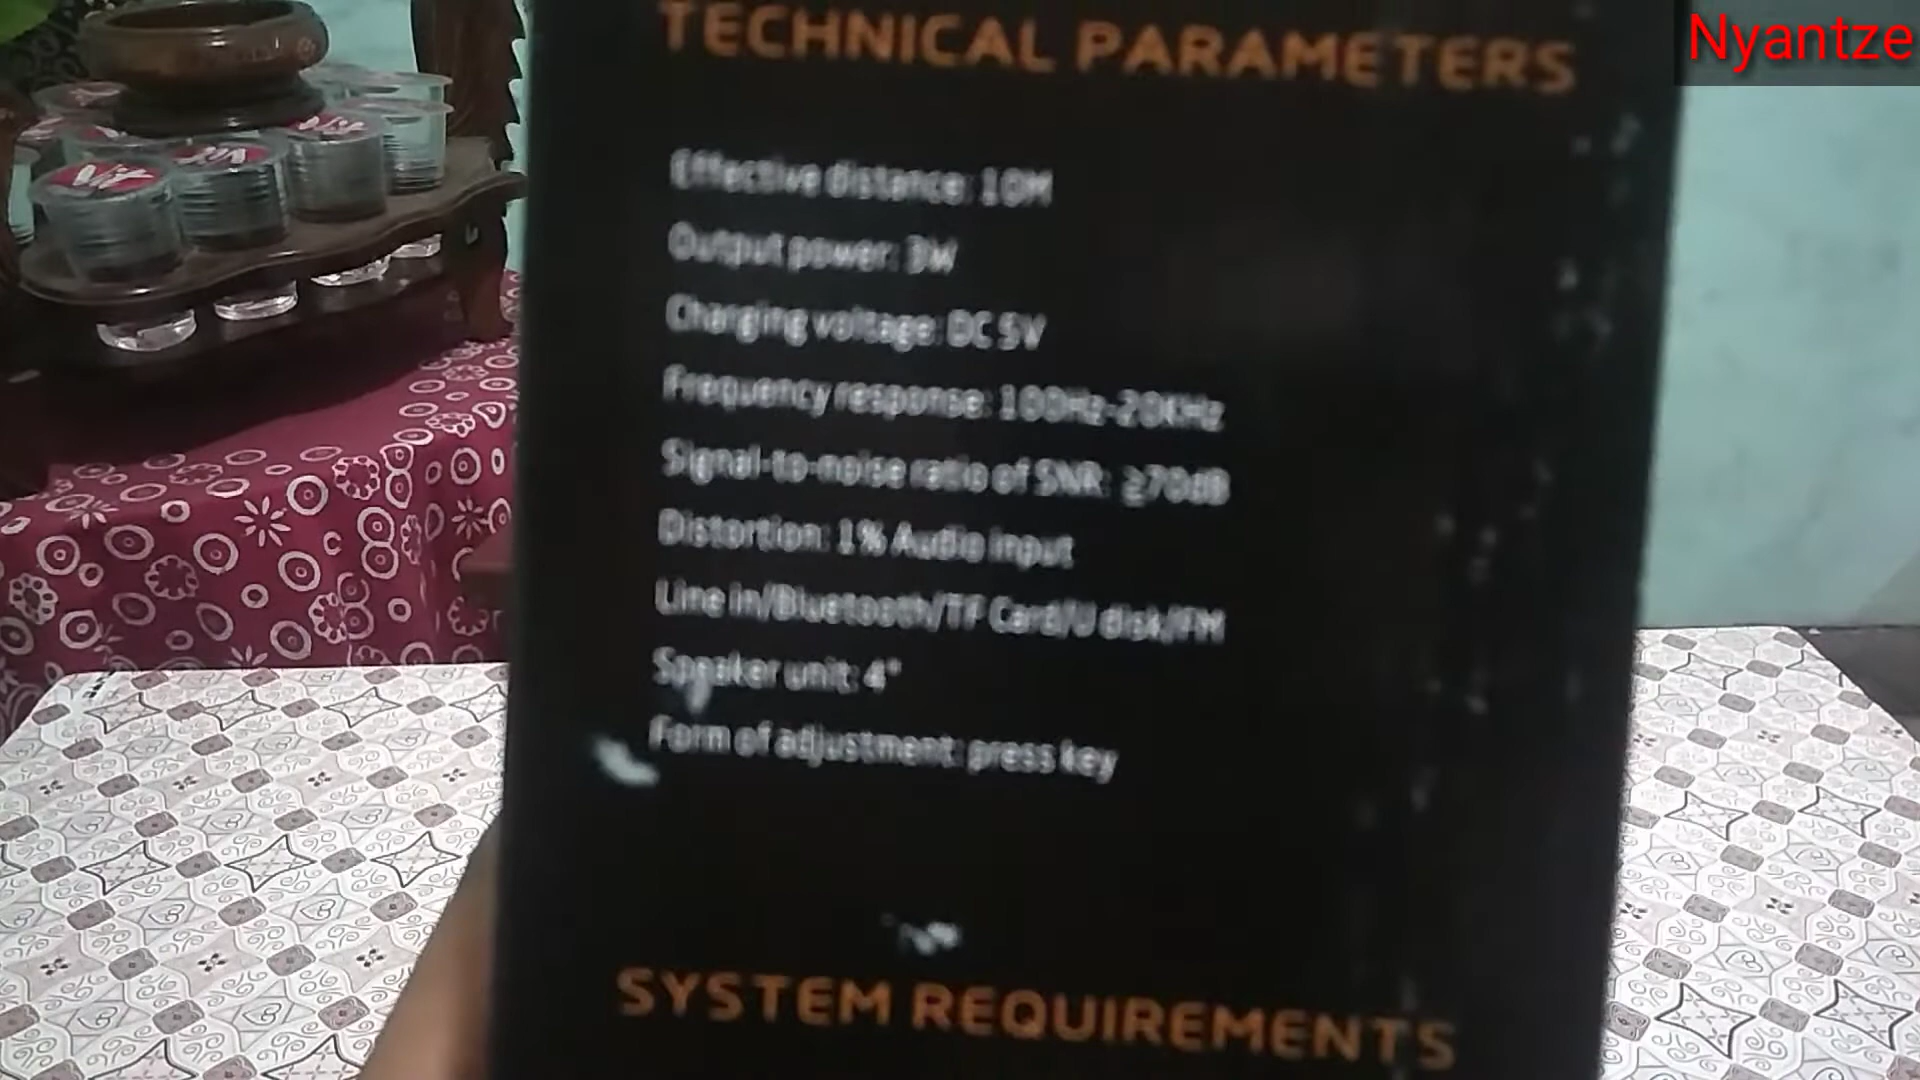 Nyantze
TECHNICAL PARAMETERS
Effective distance: 10M
Output power: 3W
Charging voltage: DC 5V
Frequency response: 100Hz-20KHz
Signal-to-noise ratio of SNR: ≥70dB
Distortion: 1% Audio input
Line in/Bluetooth/TF Card/U disk/FM
Speaker unit: 4"
Form of adjustment: press key
SYSTEM REQUIREMENTS